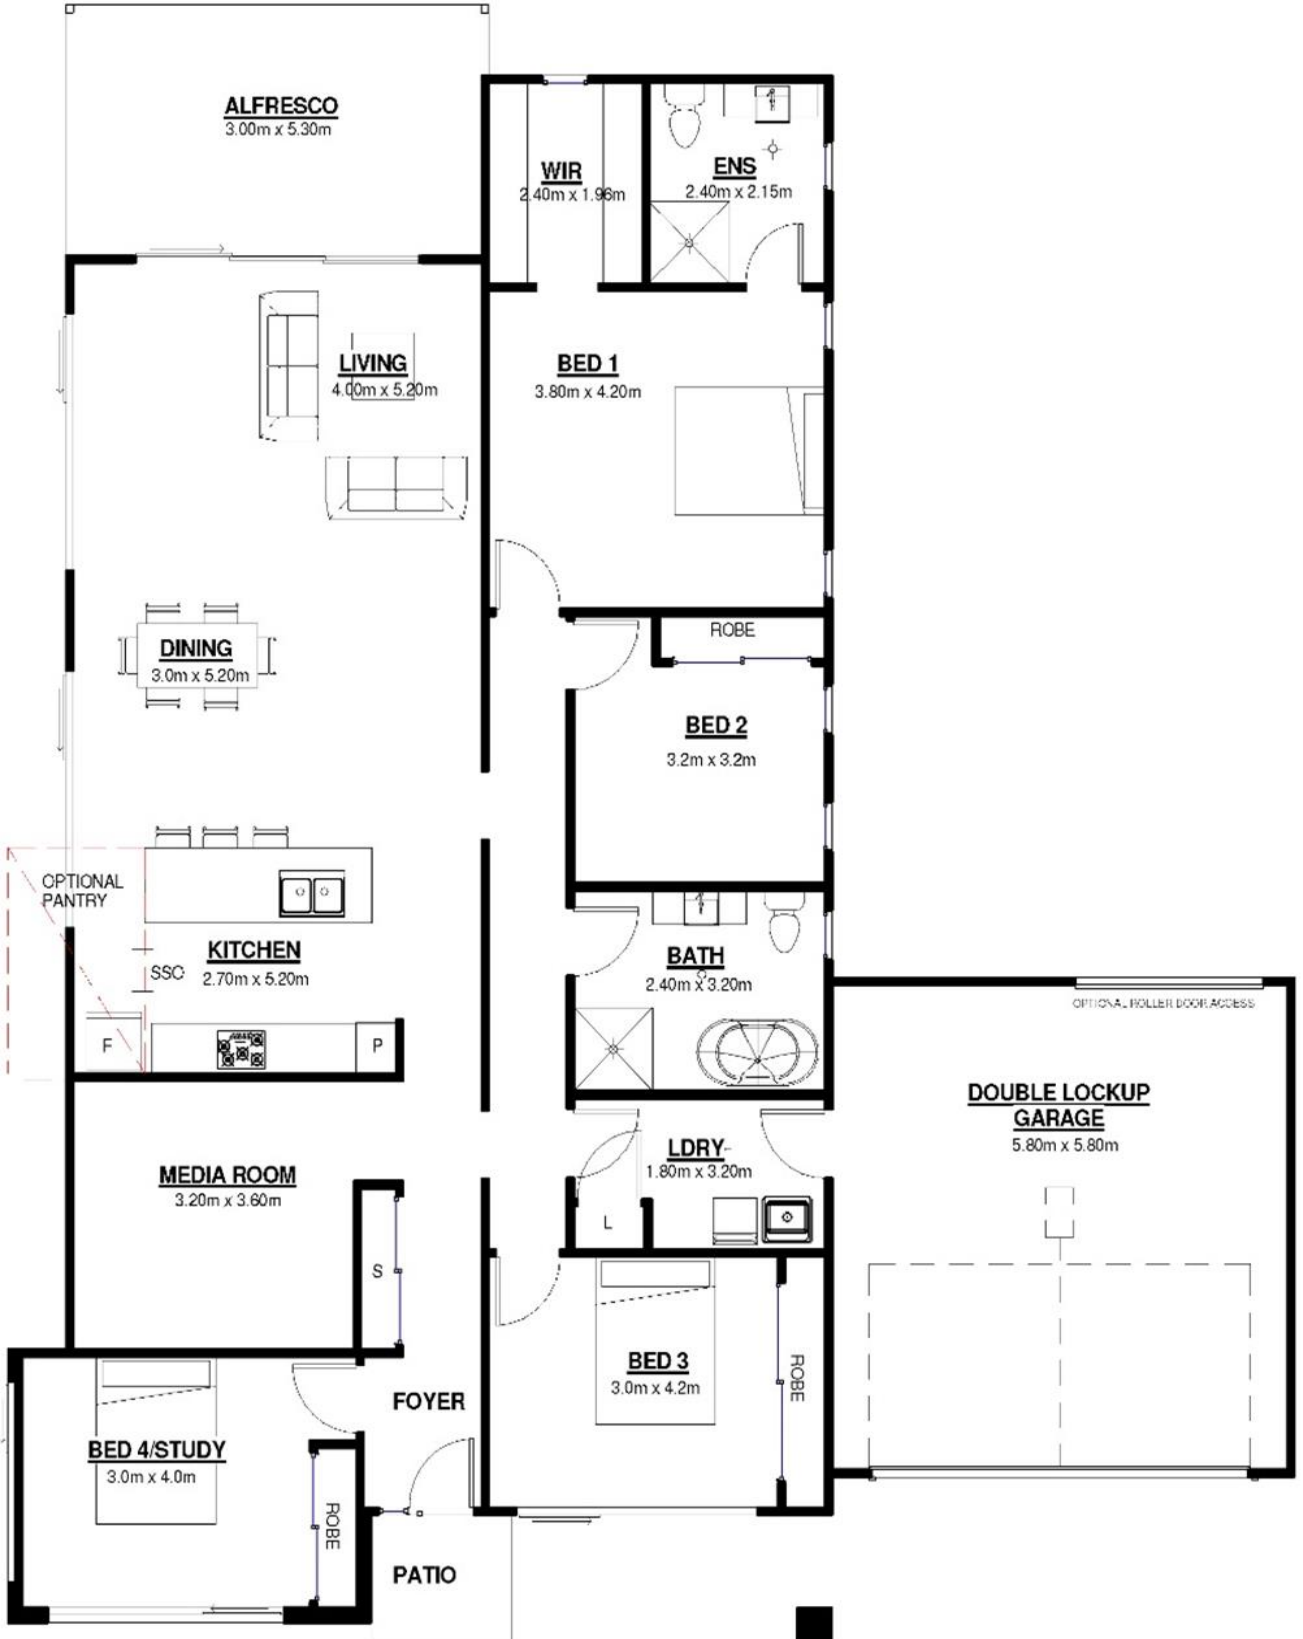 ALFRESCO
3.00m x 5.30m
WIR
2.40m x 1.96m
ENS
2.40m x 2.15m
LIVING
4.00m x 5.20m
BED 1
3.80m x 4.20m
ROBE
DINING
3.0m x 5.20m
BED 2
3.2m x 3.2m
OPTIONAL
PANTRY
KITCHEN
2.70m x 5.20m
SSC
BATH
2.40m x 3.20m
OPTIONAL ROLLER DOOR ACCESS
F
P
DOUBLE LOCKUP
GARAGE
5.80m x 5.80m
MEDIA ROOM
3.20m x 3.60m
LDRY
1.80m x 3.20m
L
S
BED 3
3.0m x 4.2m
ROBE
FOYER
BED 4/STUDY
3.0m x 4.0m
ROBE
PATIO